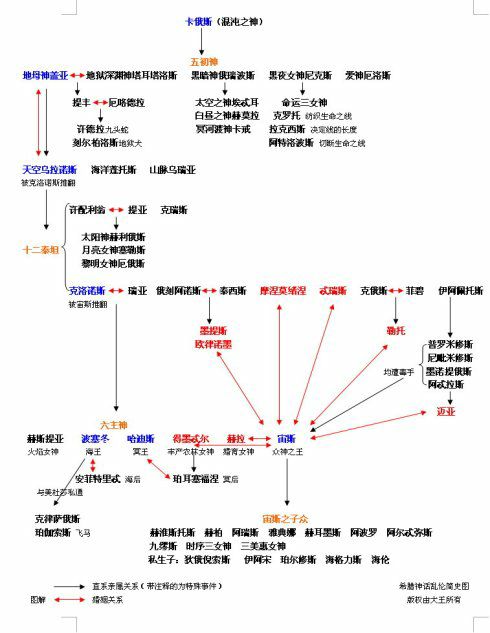 卡俄斯（混沌之神）
五初神
地母神盖亚 地狱深渊神塔耳塔洛斯 黑暗神俄瑞波斯 黑夜女神尼克斯 爱神厄洛斯
提丰 厄喀德拉 太空之神埃忒耳 命运三女神
许德拉九头蛇 白昼之神赫莫拉 克罗托 纺织生命之线
刻尔柏洛斯地狱犬 冥河渡神卡戎 拉克西斯 决定线的长度
阿特洛波斯 切断生命之线
天空乌拉诺斯 海洋蓬托斯 山脉乌瑞亚
被克洛诺斯推翻
许配利翁 提亚 克瑞斯
十二泰坦
太阳神赫利俄斯
月亮女神塞勒斯
黎明女神厄俄斯
克洛诺斯 瑞亚 俄刻阿诺斯 泰西斯 摩涅莫绪涅 忒瑞斯 克俄斯 菲碧 伊阿佩托斯
被宙斯推翻
墨提斯 勒托
欧律诺墨
普罗米修斯
尼毗米修斯
均遭毒手 墨诺提俄斯
阿忒拉斯
迈亚
六主神
赫斯提亚 波塞冬 哈迪斯 得墨忒尔 赫拉 宙斯
火焰女神 海王 冥王 丰产农林女神 婚育女神 众神之王
安菲特里忒 海后 珀耳塞福涅 冥后
与美杜莎私通
克律萨俄斯
珀伽索斯 飞马
宙斯之子众
赫淮斯托斯 赫柏 阿瑞斯 雅典娜 赫耳墨斯 阿波罗 阿尔忒弥斯
九缪斯 时序三女神 三美惠女神
私生子：狄俄倪索斯 伊阿宋 珀尔修斯 海格力斯 海伦
图解 直系亲属关系（带注释的为特殊事件）
婚姻关系
希腊神话乱伦简史图
版权由大王所有